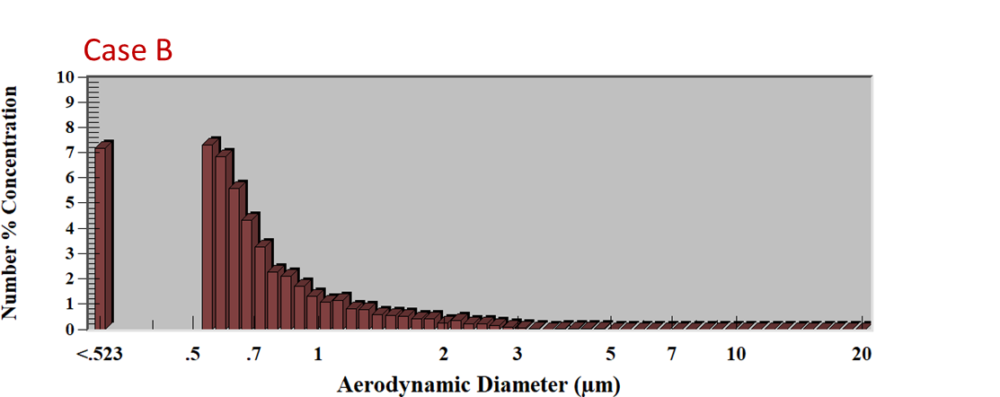 Case B
Number % Concentration
10
9
8
7
6
5
4
3
2
1
0
<.523 .5 .7 1 2 3 5 7 10 20
Aerodynamic Diameter (μm)